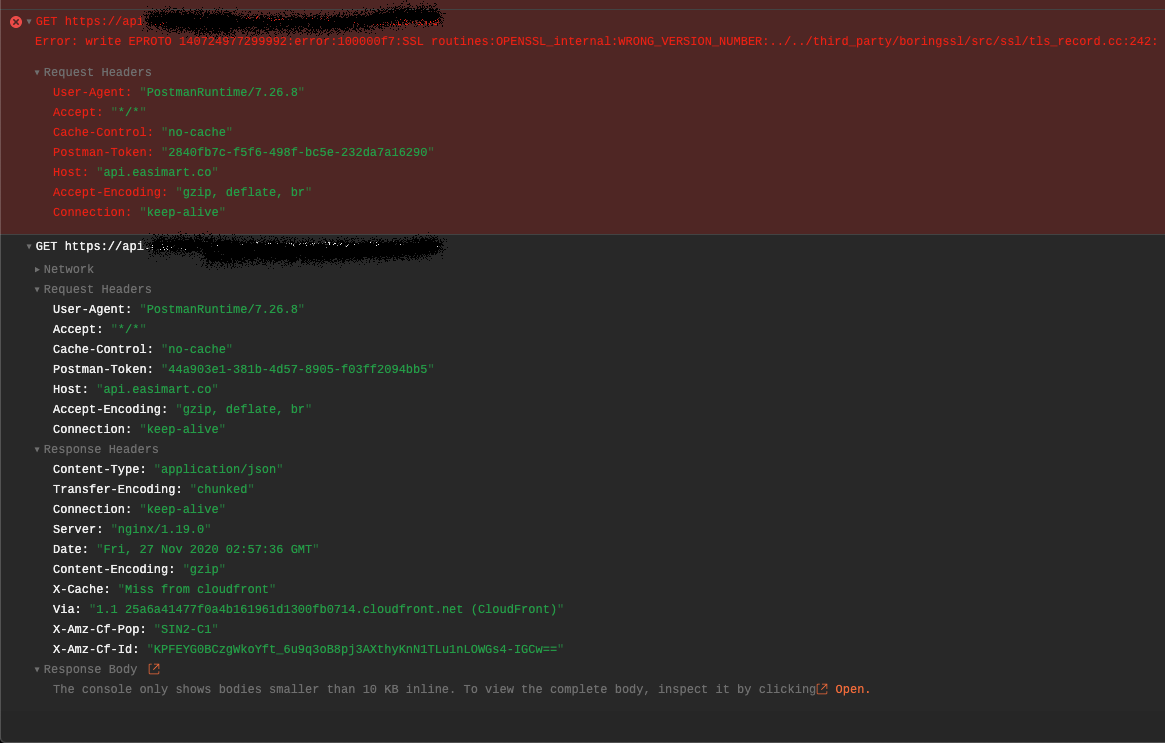 GET https://api
Error: write EPROTO 140724977299992:error:100000f7:SSL routines:OPENSSL_internal:WRONG_VERSION_NUMBER:../../third_party/boringssl/src/ssl/tls_record.cc:242:
Request Headers
User-Agent: "PostmanRuntime/7.26.8"
Accept: "*/*"
Cache-Control: "no-cache"
Postman-Token: "2840fb7c-f5f6-498f-bc5e-232da7a16290"
Host: "api.easimart.co"
Accept-Encoding: "gzip, deflate, br"
Connection: "keep-alive"
GET https://api.
Network
Request Headers
User-Agent: "PostmanRuntime/7.26.8"
Accept: "*/*"
Cache-Control: "no-cache"
Postman-Token: "44a903e1-381b-4d57-8905-f03ff2094bb5"
Host: "api.easimart.co"
Accept-Encoding: "gzip, deflate, br"
Connection: "keep-alive"
Response Headers
Content-Type: "application/json"
Transfer-Encoding: "chunked"
Connection: "keep-alive"
Server: "nginx/1.19.0"
Date: "Fri, 27 Nov 2020 02:57:36 GMT"
Content-Encoding: "gzip"
X-Cache: "Miss from cloudfront"
Via: "1.1 25a6a41477f0a4b161961d1300fb0714.cloudfront.net (CloudFront)"
X-Amz-Cf-Pop: "SIN2-C1"
X-Amz-Cf-Id: "KPFEYG0BCzgWkoYft_6u9q3oB8pj3AXthyKnN1TLu1nLOWGs4-IGCw=="
Response Body
The console only shows bodies smaller than 10 KB inline. To view the complete body, inspect it by clicking Open.